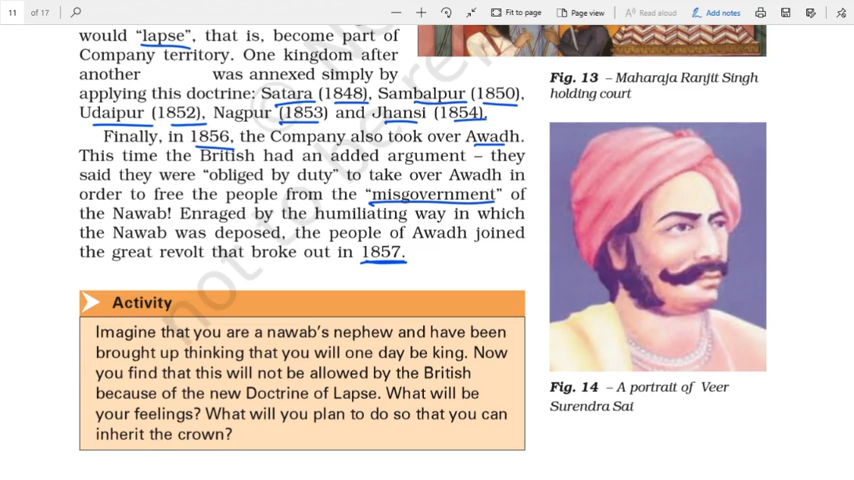 11 of 17
Fit to page
Page view
Read aloud
Add notes
would “lapse”, that is, become part of
Company territory. One kingdom after
another was annexed simply by
applying this doctrine: Satara (1848), Sambalpur (1850),
Udaipur (1852), Nagpur (1853) and Jhansi (1854).
Finally, in 1856, the Company also took over Awadh.
This time the British had an added argument – they
said they were “obliged by duty” to take over Awadh in
order to free the people from the “misgovernment” of
the Nawab! Enraged by the humiliating way in which
the Nawab was deposed, the people of Awadh joined
the great revolt that broke out in 1857.
Activity
Imagine that you are a nawab’s nephew and have been
brought up thinking that you will one day be king. Now
you find that this will not be allowed by the British
because of the new Doctrine of Lapse. What will be
your feelings? What will you plan to do so that you can
inherit the crown?
Fig. 13 – Maharaja Ranjit Singh
holding court
Fig. 14 – A portrait of Veer
Surendra Sai
not to be re